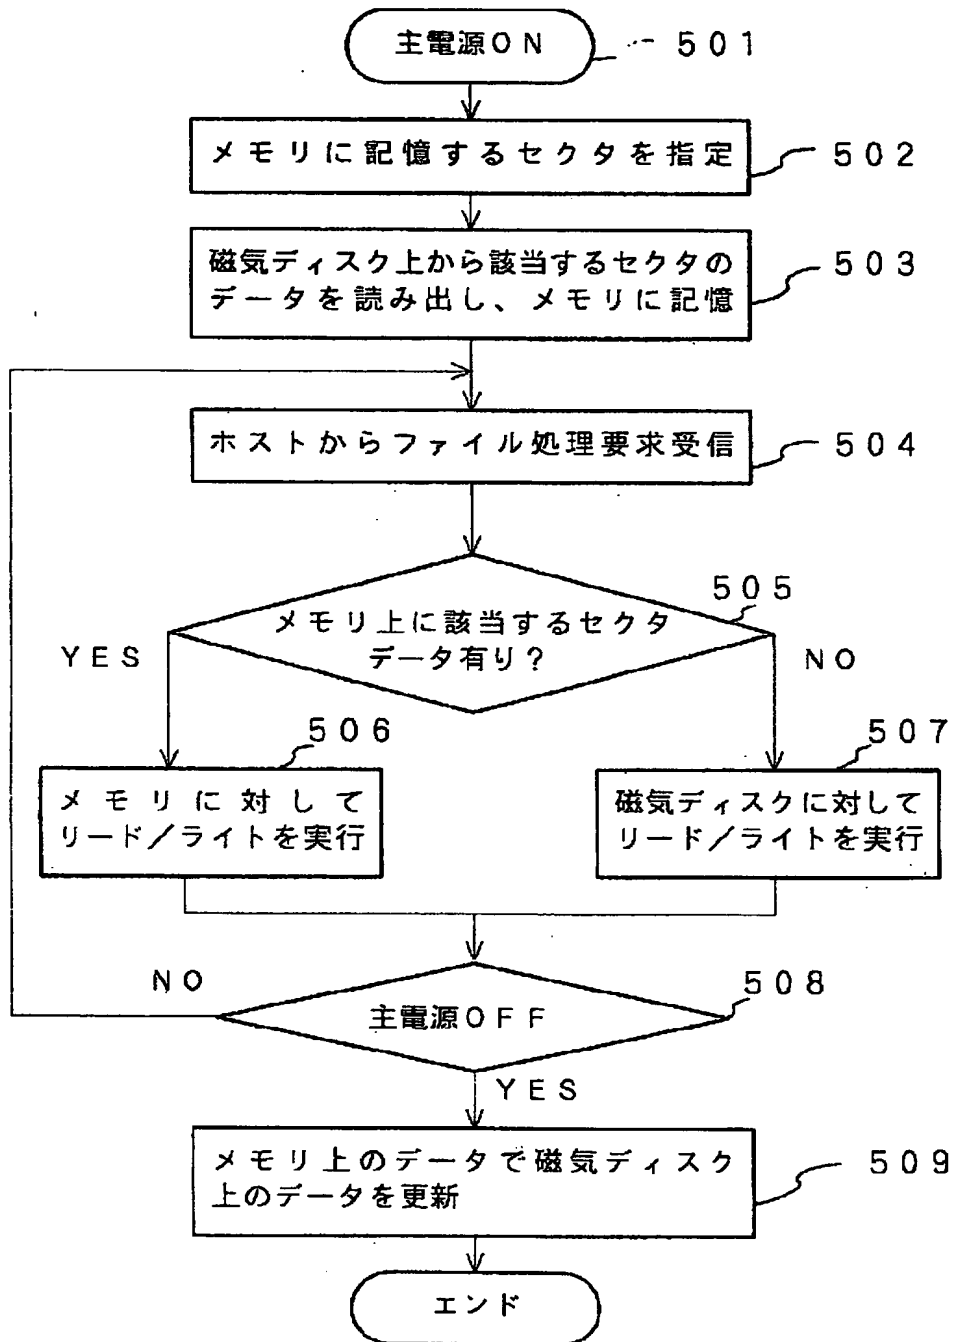 主電源ON
501
メモリに記憶するセクタを指定
502
磁気ディスク上から該当するセクタの
データを読み出し、メモリに記憶
503
ホストからファイル処理要求受信
504
505
メモリ上に該当するセクタ
データ有り?
YES
NO
506
メモリに対して
リード/ライトを実行
507
磁気ディスクに対して
リード/ライトを実行
NO
508
主電源OFF
YES
メモリ上のデータで磁気ディスク
上のデータを更新
509
エンド